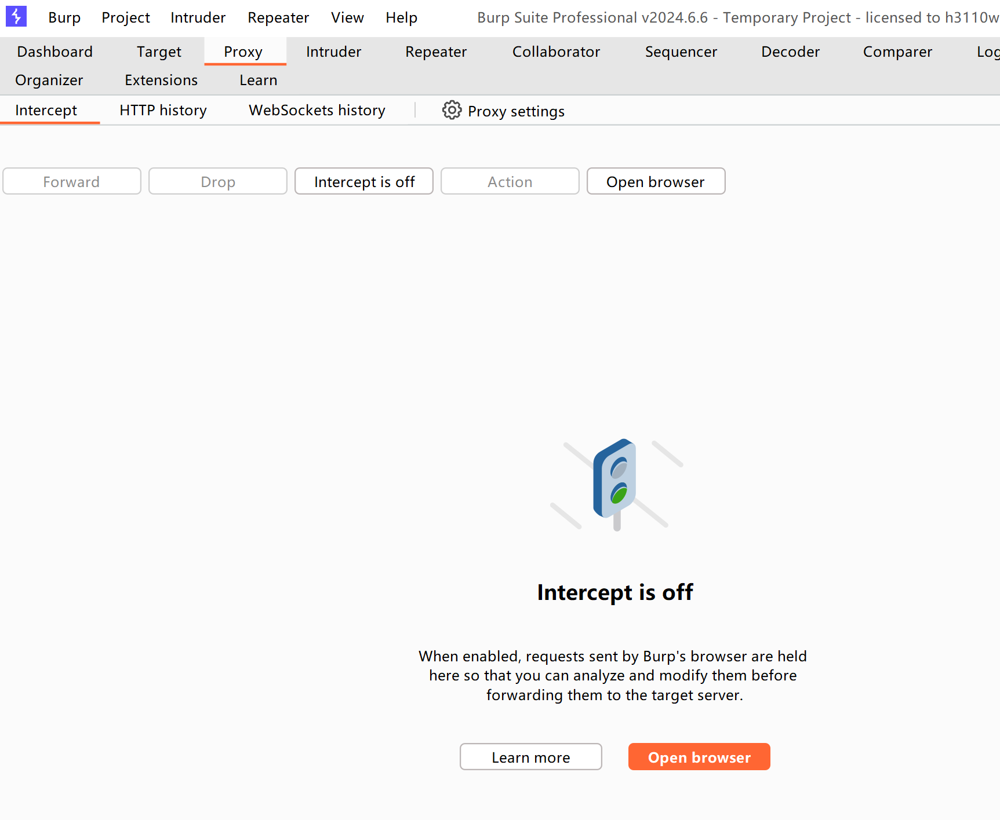 Burp Project Intruder Repeater View Help Burp Suite Professional v2024.6.6 - Temporary Project - licensed to h3110w
Dashboard Target Proxy Intruder Repeater Collaborator Sequencer Decoder Comparer Log
Organizer Extensions Learn
Intercept HTTP history WebSockets history Proxy settings
Forward Drop Intercept is off Action Open browser
Intercept is off
When enabled, requests sent by Burp's browser are held
here so that you can analyze and modify them before
forwarding them to the target server.
Learn more Open browser